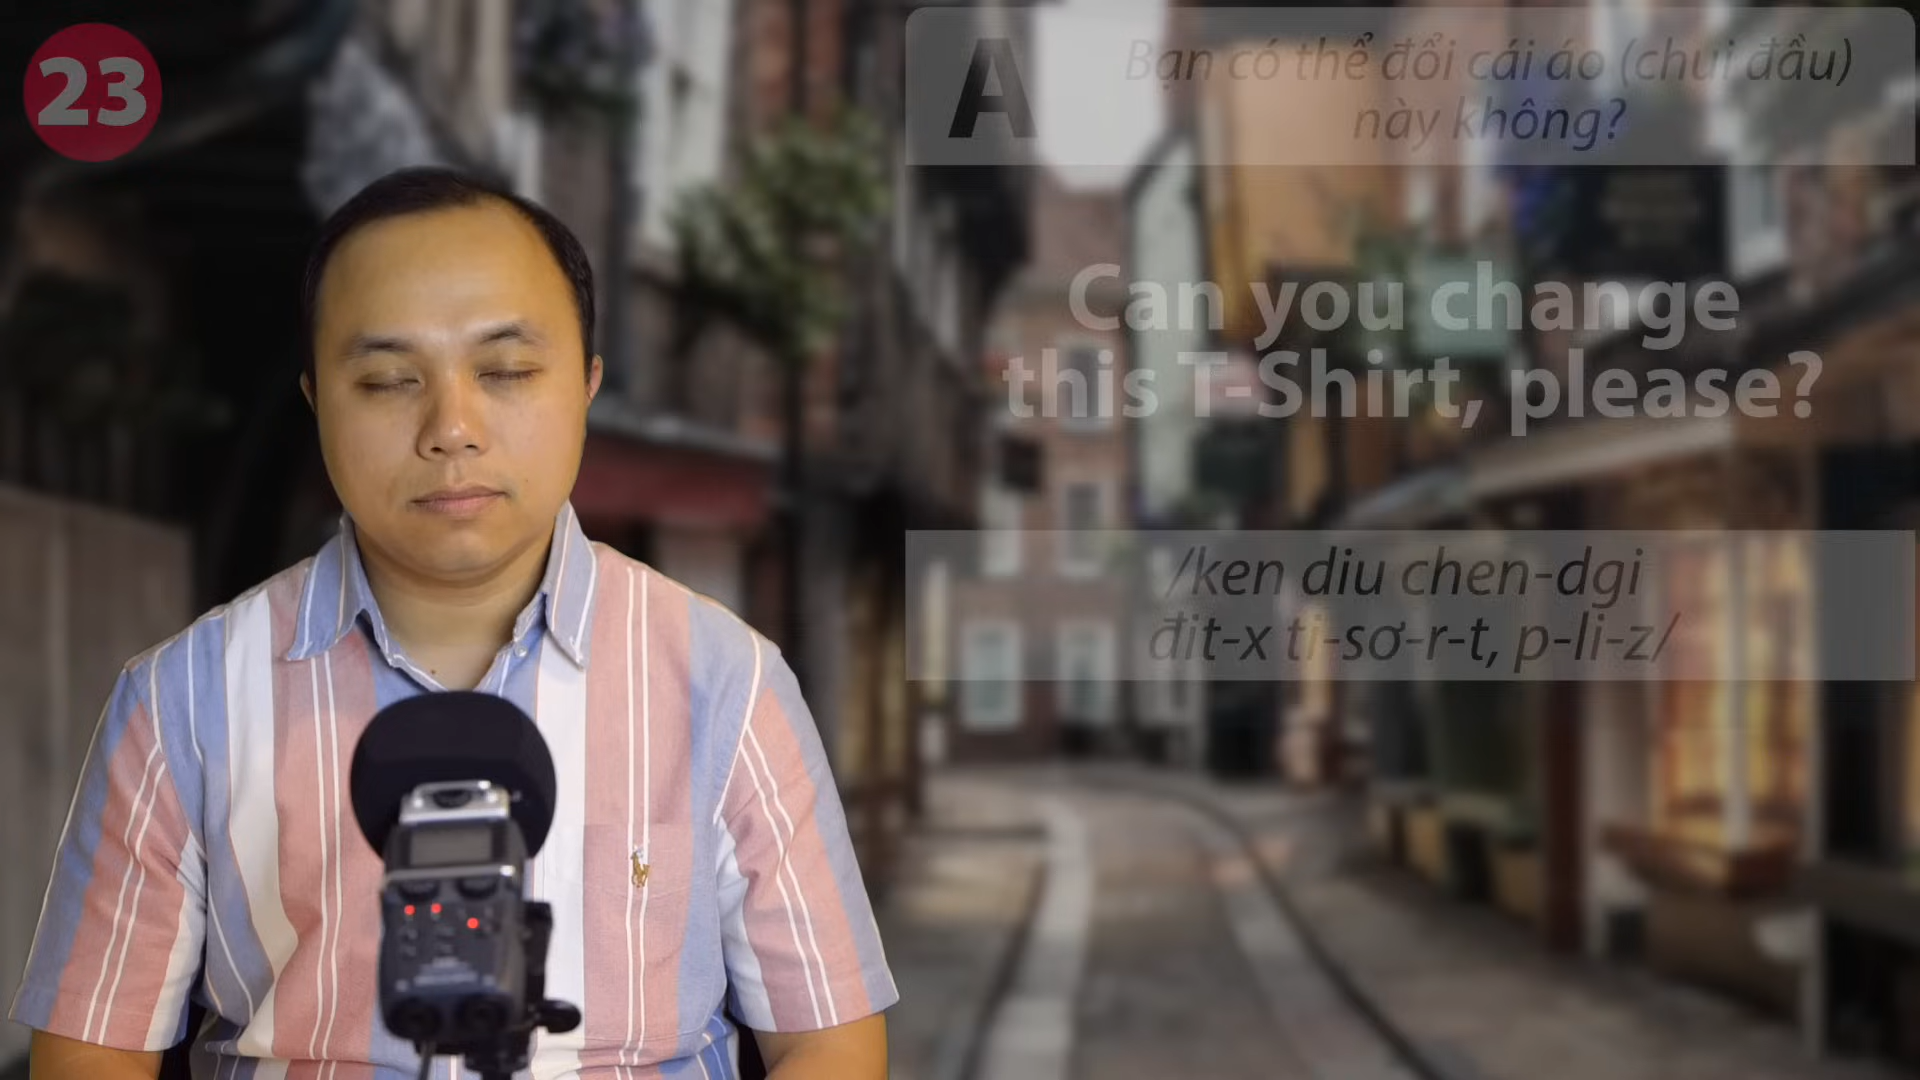 23
A
Bạn có thể đổi cái áo (chui đầu)
này không?
Can you change
this T-Shirt, please?
/ken diu chen-dgi
đit-x ti-sơ-r-t, p-li-z/